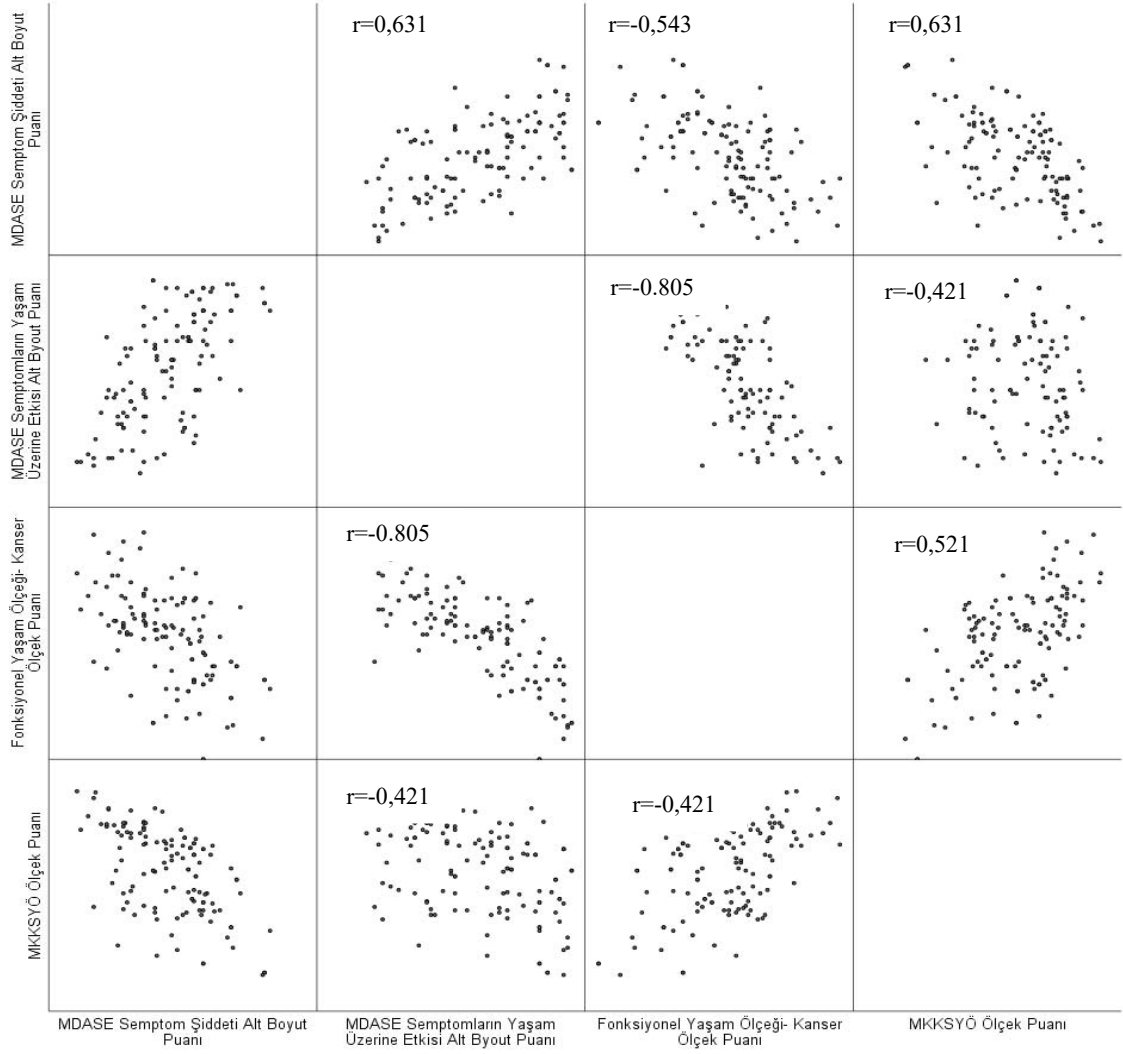 r=0,631
r=-0,543
r=0,631
MDASE Semptom Şiddeti Alt Boyut
Puanı
r=-0.805
r=-0,421
MDASE Semptomların Yaşam
Üzerine Etkisi Alt Byout Puanı
r=-0.805
r=0,521
Fonksiyonel Yaşam Ölçeği- Kanser
Ölçek Puanı
r=-0,421
r=-0,421
MKKSYÖ Ölçek Puanı
MDASE Semptom Şiddeti Alt Boyut
Puanı
MDASE Semptomların Yaşam
Üzerine Etkisi Alt Byout Puanı
Fonksiyonel Yaşam Ölçeği- Kanser
Ölçek Puanı
MKKSYÖ Ölçek Puanı